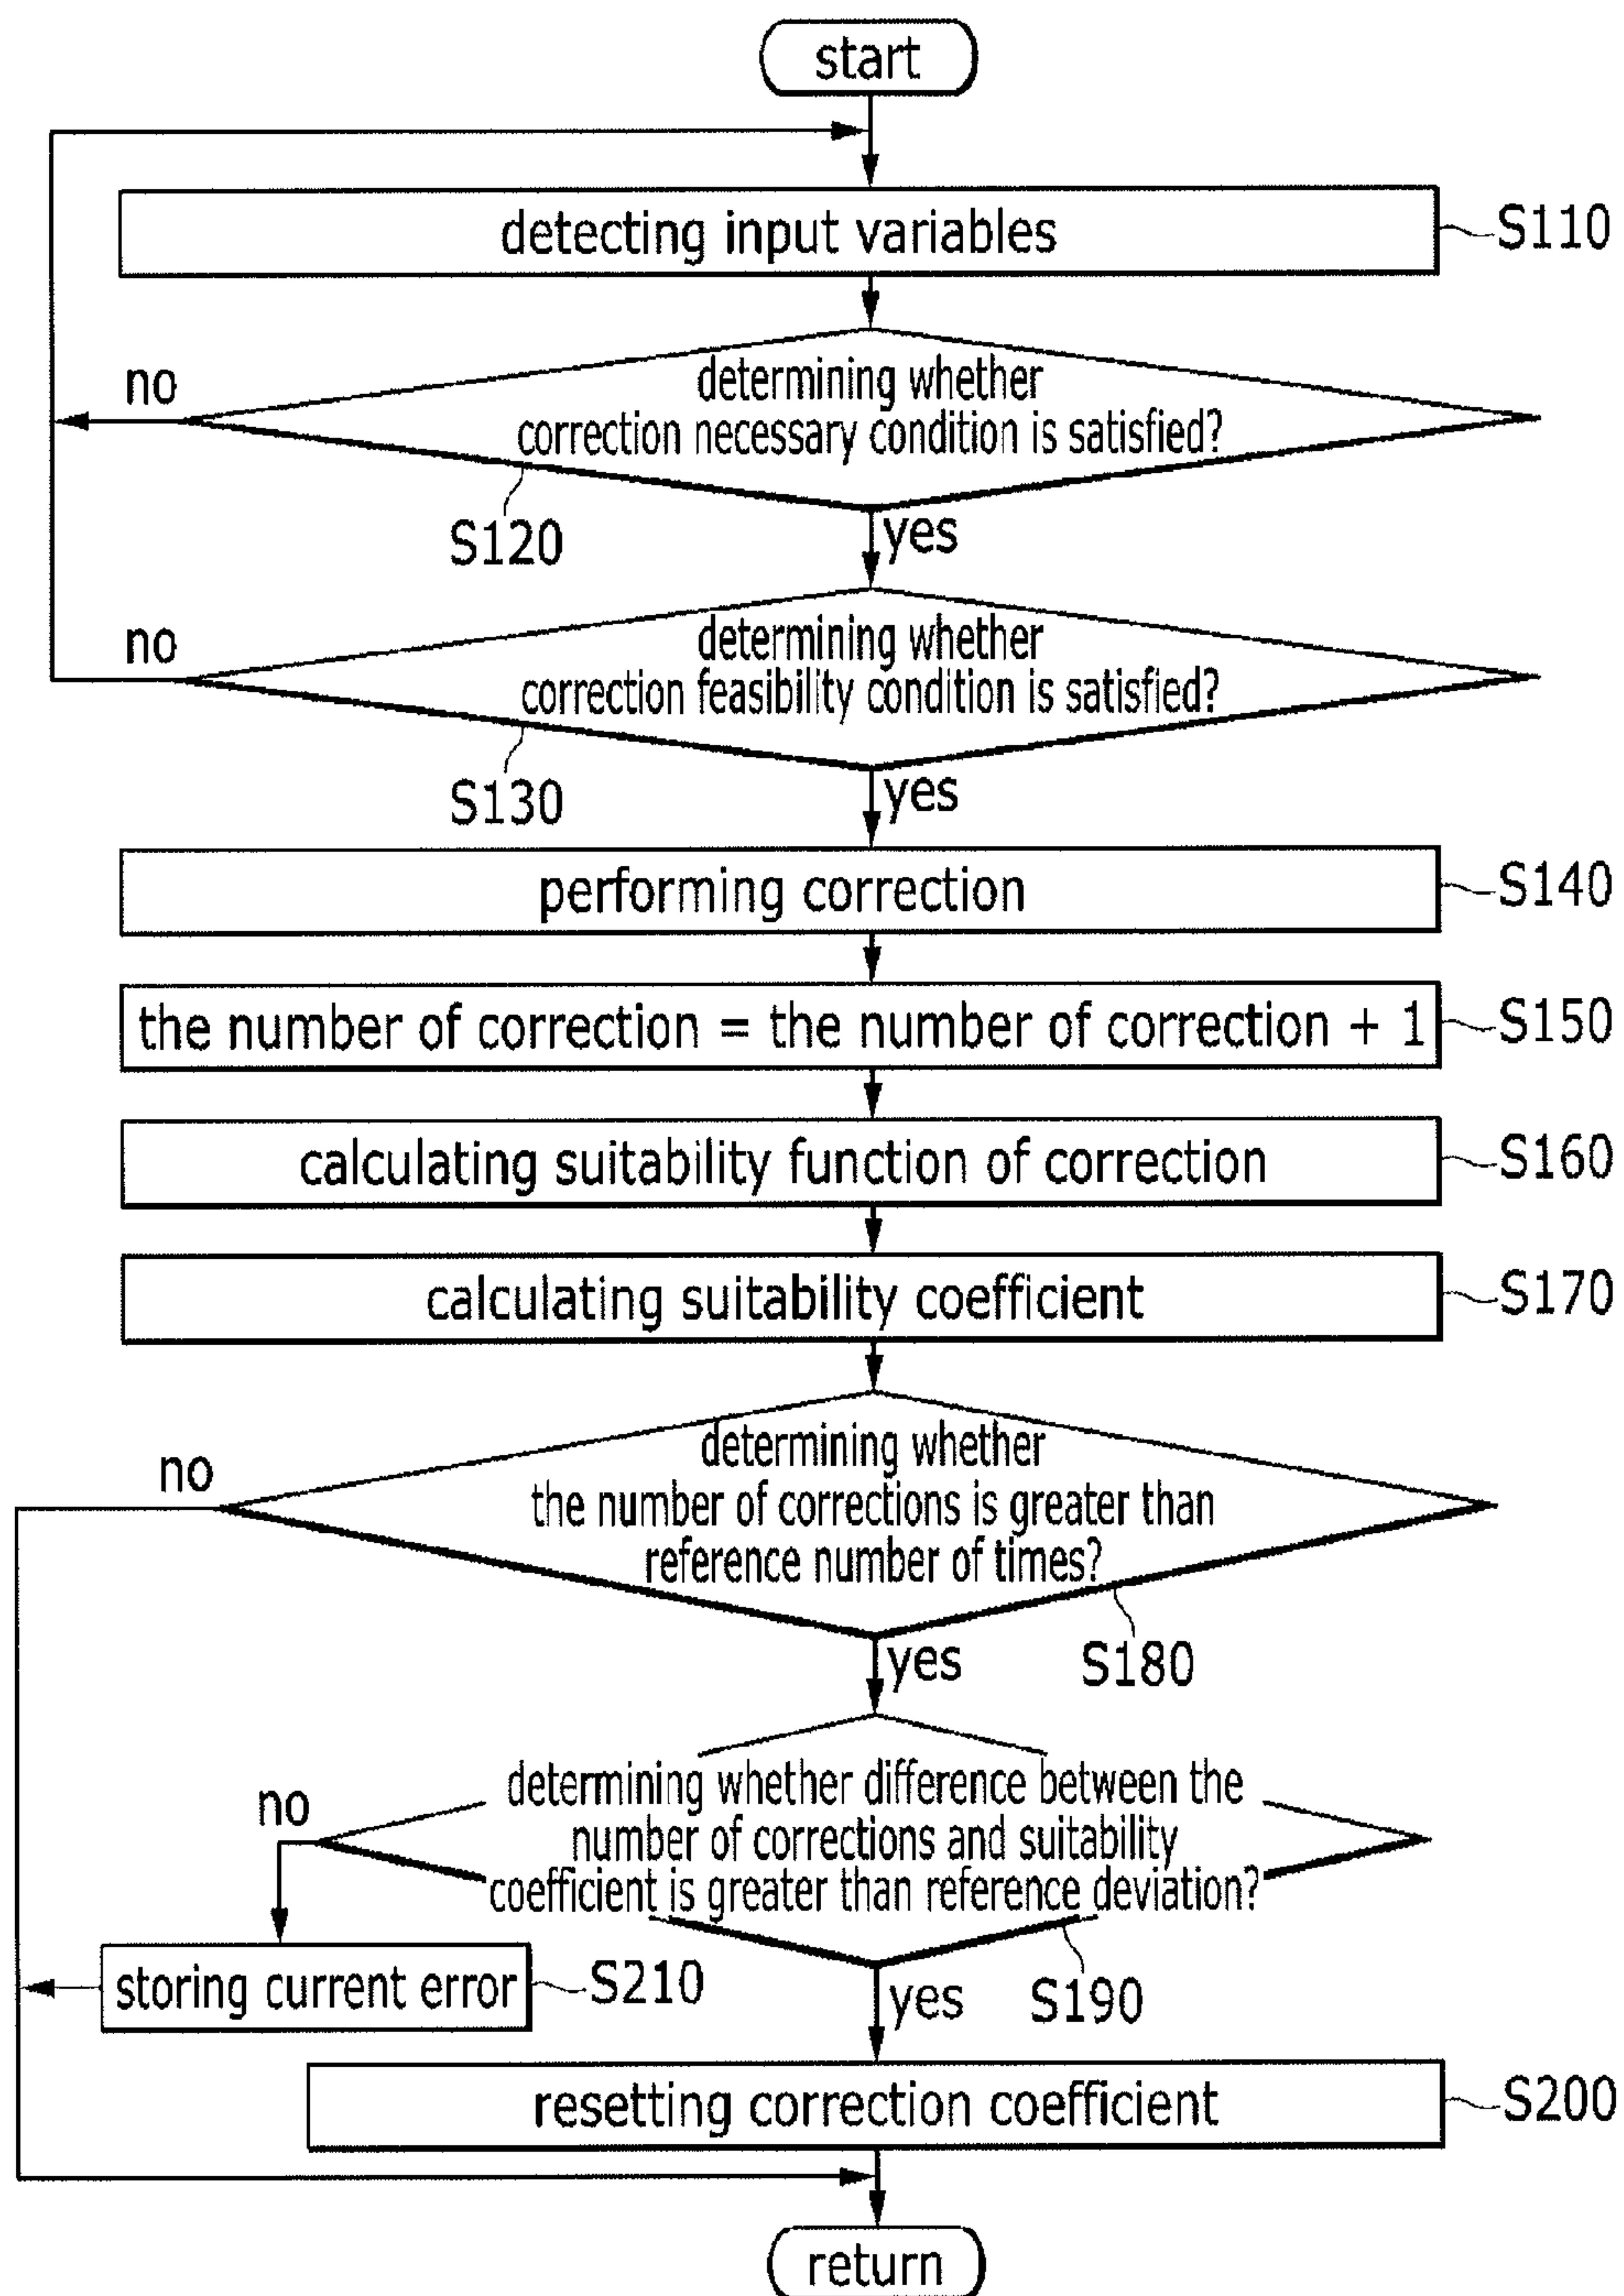 start
detecting input variables
S110
determining whether
correction necessary condition is satisfied?
no
S120
yes
determining whether
correction feasibility condition is satisfied?
no
S130
yes
performing correction
S140
the number of correction = the number of correction + 1
S150
calculating suitability function of correction
S160
calculating suitability coefficient
S170
determining whether
the number of corrections is greater than
reference number of times?
no
S180
yes
determining whether difference between the
number of corrections and suitability
coefficient is greater than reference deviation?
no
S190
yes
storing current error
S210
resetting correction coefficient
S200
return